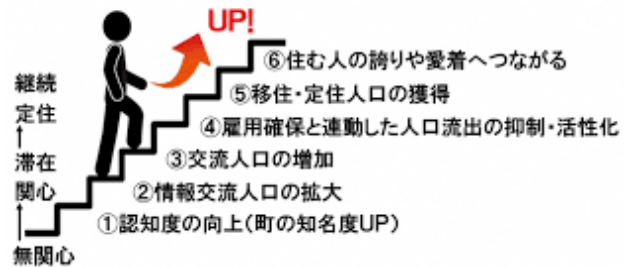 UP!
⑥住む人の誇りや愛着へつながる
⑤移住・定住人口の獲得
④雇用確保と連動した人口流出の抑制・活性化
③交流人口の増加
②情報交流人口の拡大
①認知度の向上(町の知名度UP)
継続
定住
↑
滞在
関心
↑
無関心